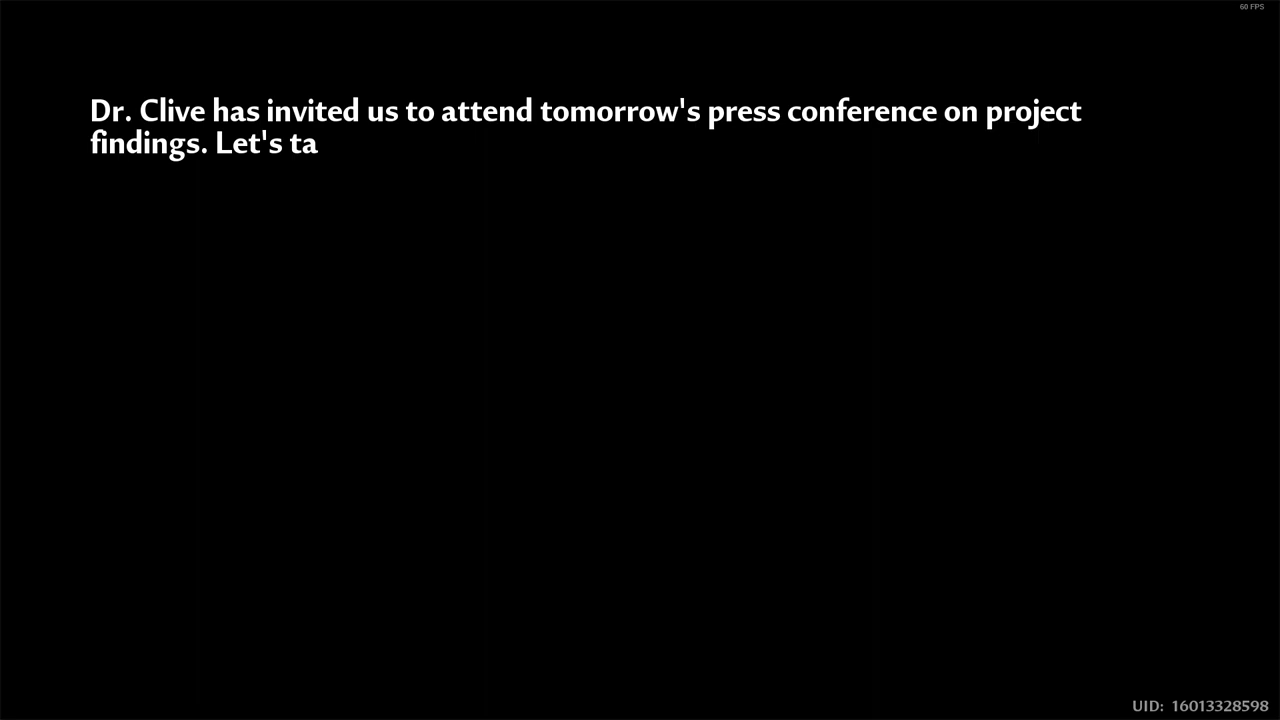 60 FPS
Dr. Clive has invited us to attend tomorrow's press conference on project
findings. Let's ta
UID: 16013328598